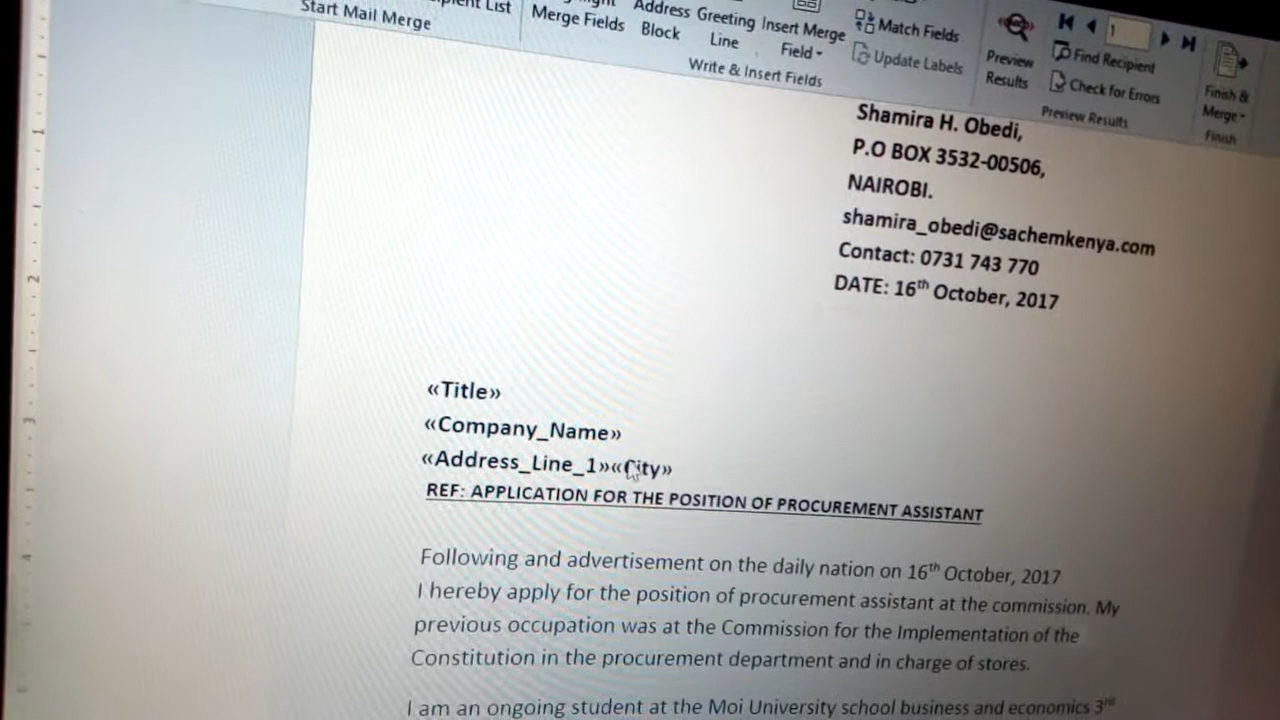 Start Mail Merge
List
Merge Fields
Address
Block
Greeting
Line
Insert Merge
Field
Match Fields
Update Labels
Write & Insert Fields
Preview
Results
1
Find Recipient
Check for Errors
Preview Results
Finish &
Merge
Finish
Shamira H. Obedi,
P.O BOX 3532-00506,
NAIROBI.
shamira_obedi@sachemkenya.com
Contact: 0731 743 770
DATE: 16th October, 2017
«Title»
«Company_Name»
«Address_Line_1»«City»
REF: APPLICATION FOR THE POSITION OF PROCUREMENT ASSISTANT
Following and advertisement on the daily nation on 16th October, 2017
I hereby apply for the position of procurement assistant at the commission. My
previous occupation was at the Commission for the Implementation of the
Constitution in the procurement department and in charge of stores.
I am an ongoing student at the Moi University school business and economics 3rd